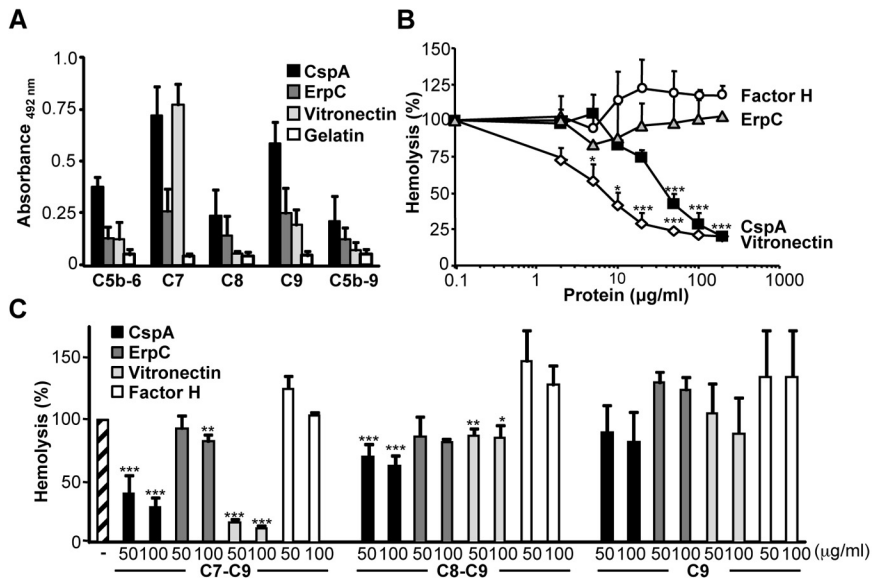 A
Absorbance 492 nm
1.0
0.75
0.5
0.25
0
CspA
ErpC
Vitronectin
Gelatin
C5b-6 C7 C8 C9 C5b-9
B
Hemolysis (%)
150
125
100
75
50
25
0
Factor H
ErpC
CspA
Vitronectin
* * *** *** *** *** ***
0.1 1 10 100 1000
Protein (µg/ml)
C
Hemolysis (%)
150
100
50
0
CspA
ErpC
Vitronectin
Factor H
*** *** ** *** *** *** *** ** *
- 50 100 50 100 50 100 50 100 50 100 50 100 50 100 50 100 50 100 50 100 50 100 50 100 (µg/ml)
C7-C9 C8-C9 C9